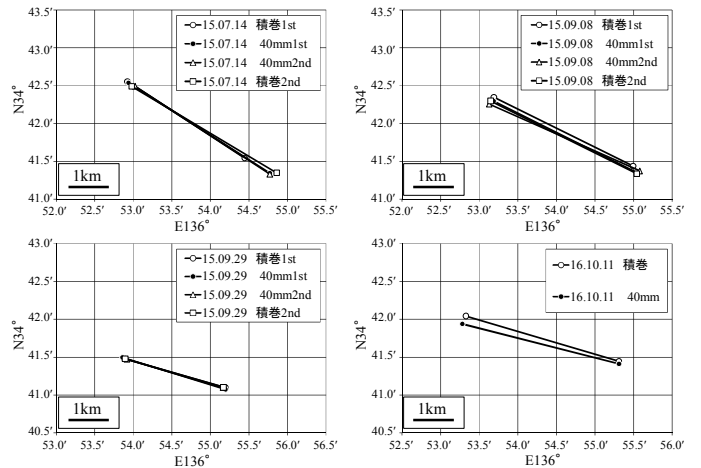 43.5′
43.0′
42.5′
42.0′
41.5′
41.0′
N34°
15.07.14 積巻1st
15.07.14 40mm1st
15.07.14 40mm2nd
15.07.14 積巻2nd
1km
52.0′ 52.5′ 53.0′ 53.5′ 54.0′ 54.5′ 55.0′ 55.5′
E136°
43.5′
43.0′
42.5′
42.0′
41.5′
41.0′
N34°
15.09.08 積巻1st
15.09.08 40mm1st
15.09.08 40mm2nd
15.09.08 積巻2nd
1km
52.0′ 52.5′ 53.0′ 53.5′ 54.0′ 54.5′ 55.0′ 55.5′
E136°
43.0′
42.5′
42.0′
41.5′
41.0′
40.5′
N34°
15.09.29 積巻1st
15.09.29 40mm1st
15.09.29 40mm2nd
15.09.29 積巻2nd
1km
53.0′ 53.5′ 54.0′ 54.5′ 55.0′ 55.5′ 56.0′ 56.5′
E136°
43.0′
42.5′
42.0′
41.5′
41.0′
40.5′
N34°
16.10.11 積巻
16.10.11 40mm
1km
52.5′ 53.0′ 53.5′ 54.0′ 54.5′ 55.0′ 55.5′ 56.0′
E136°